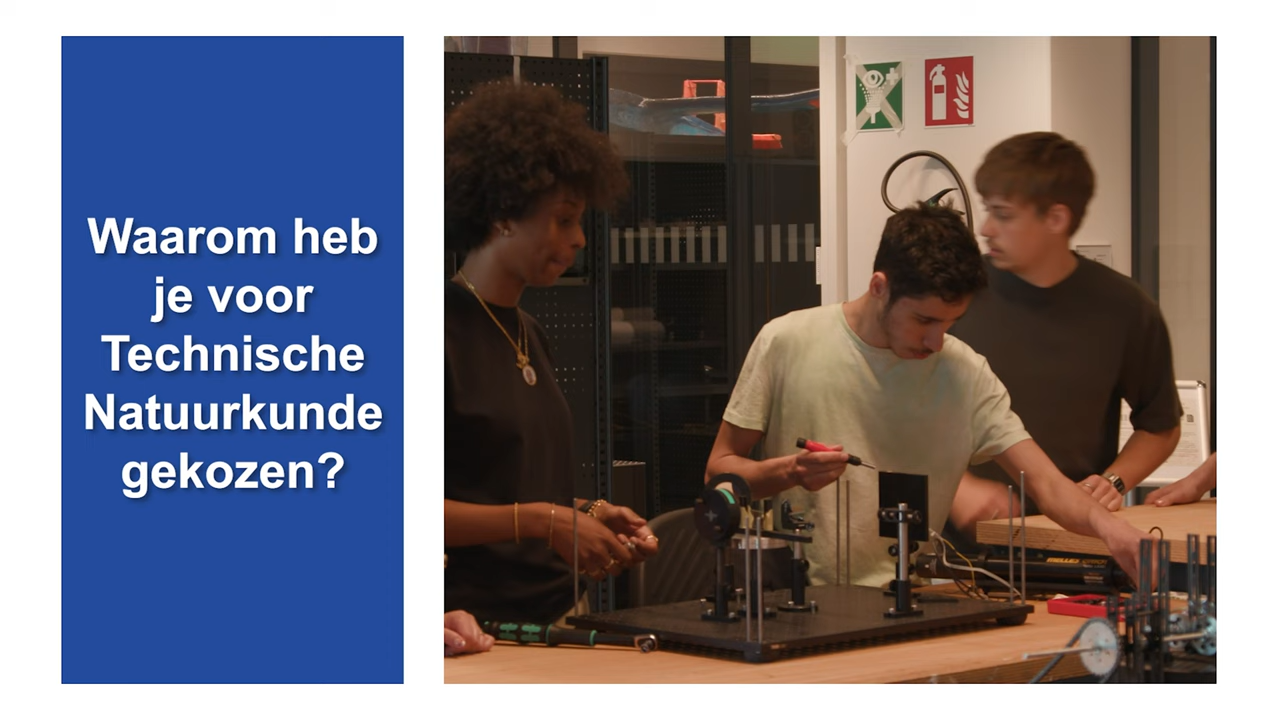 Waarom heb
je voor
Technische
Natuurkunde
gekozen?